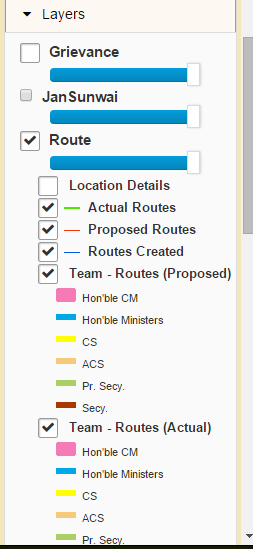 Layers
Grievance
JanSunwai
Route
Location Details
Actual Routes
Proposed Routes
Routes Created
Team - Routes (Proposed)
Hon'ble CM
Hon'ble Ministers
CS
ACS
Pr. Secy.
Secy.
Team - Routes (Actual)
Hon'ble CM
Hon'ble Ministers
CS
ACS
Pr. Secy.